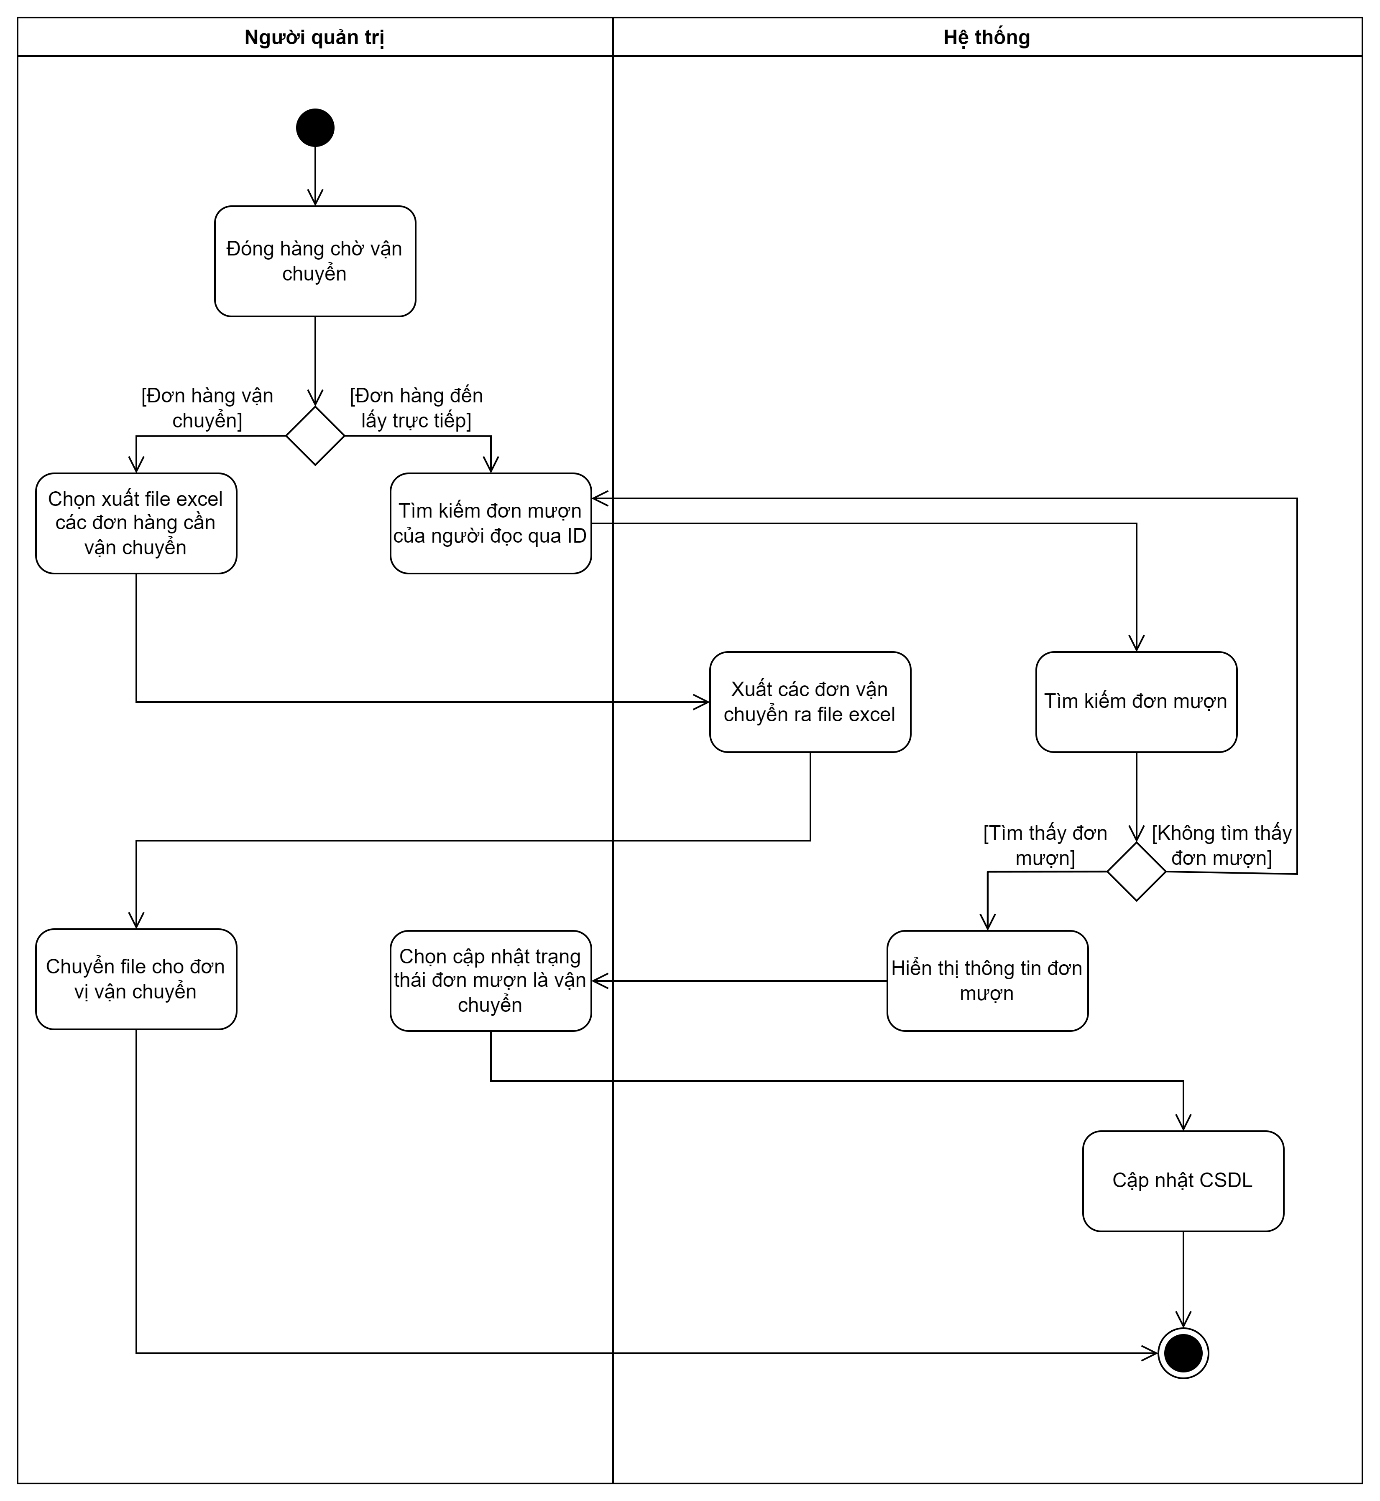 Người quản trị
Hệ thống
Đóng hàng chờ vận
chuyển
[Đơn hàng vận
chuyển]
[Đơn hàng đến
lấy trực tiếp]
Chọn xuất file excel
các đơn hàng cần
vận chuyển
Tìm kiếm đơn mượn
của người đọc qua ID
Xuất các đơn vận
chuyển ra file excel
Tìm kiếm đơn mượn
[Tìm thấy đơn
mượn]
[Không tìm thấy
đơn mượn]
Chuyển file cho đơn
vị vận chuyển
Chọn cập nhật trạng
thái đơn mượn là vận
chuyển
Hiển thị thông tin đơn
mượn
Cập nhật CSDL